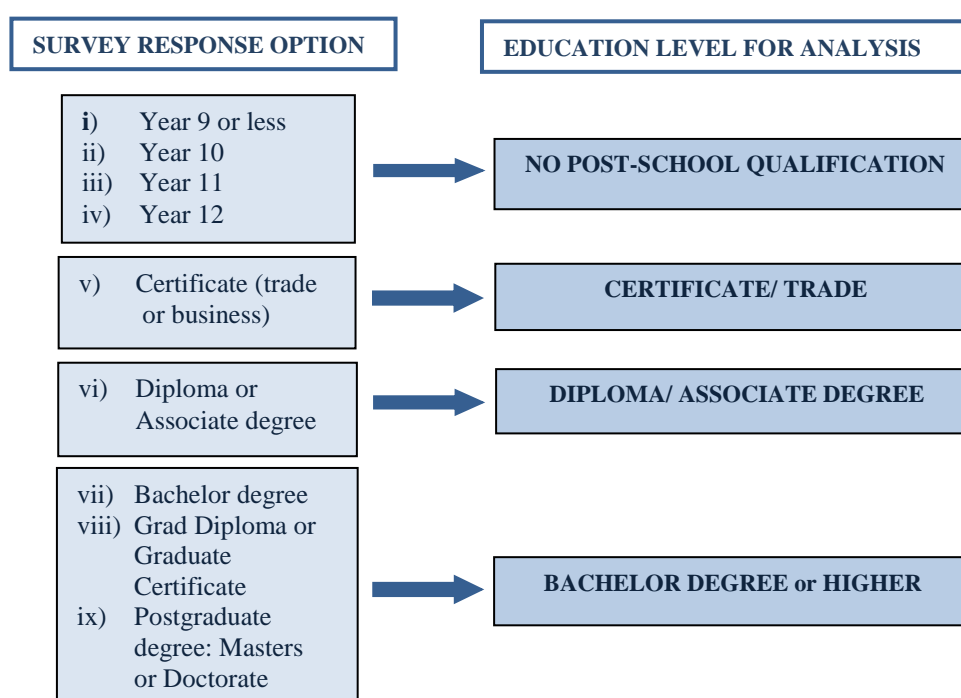 SURVEY RESPONSE OPTION
EDUCATION LEVEL FOR ANALYSIS
i) Year 9 or less
ii) Year 10
iii) Year 11
iv) Year 12
NO POST-SCHOOL QUALIFICATION
v) Certificate (trade
or business)
CERTIFICATE/ TRADE
vi) Diploma or
Associate degree
DIPLOMA/ ASSOCIATE DEGREE
vii) Bachelor degree
viii) Grad Diploma or
Graduate
Certificate
ix) Postgraduate
degree: Masters
or Doctorate
BACHELOR DEGREE or HIGHER